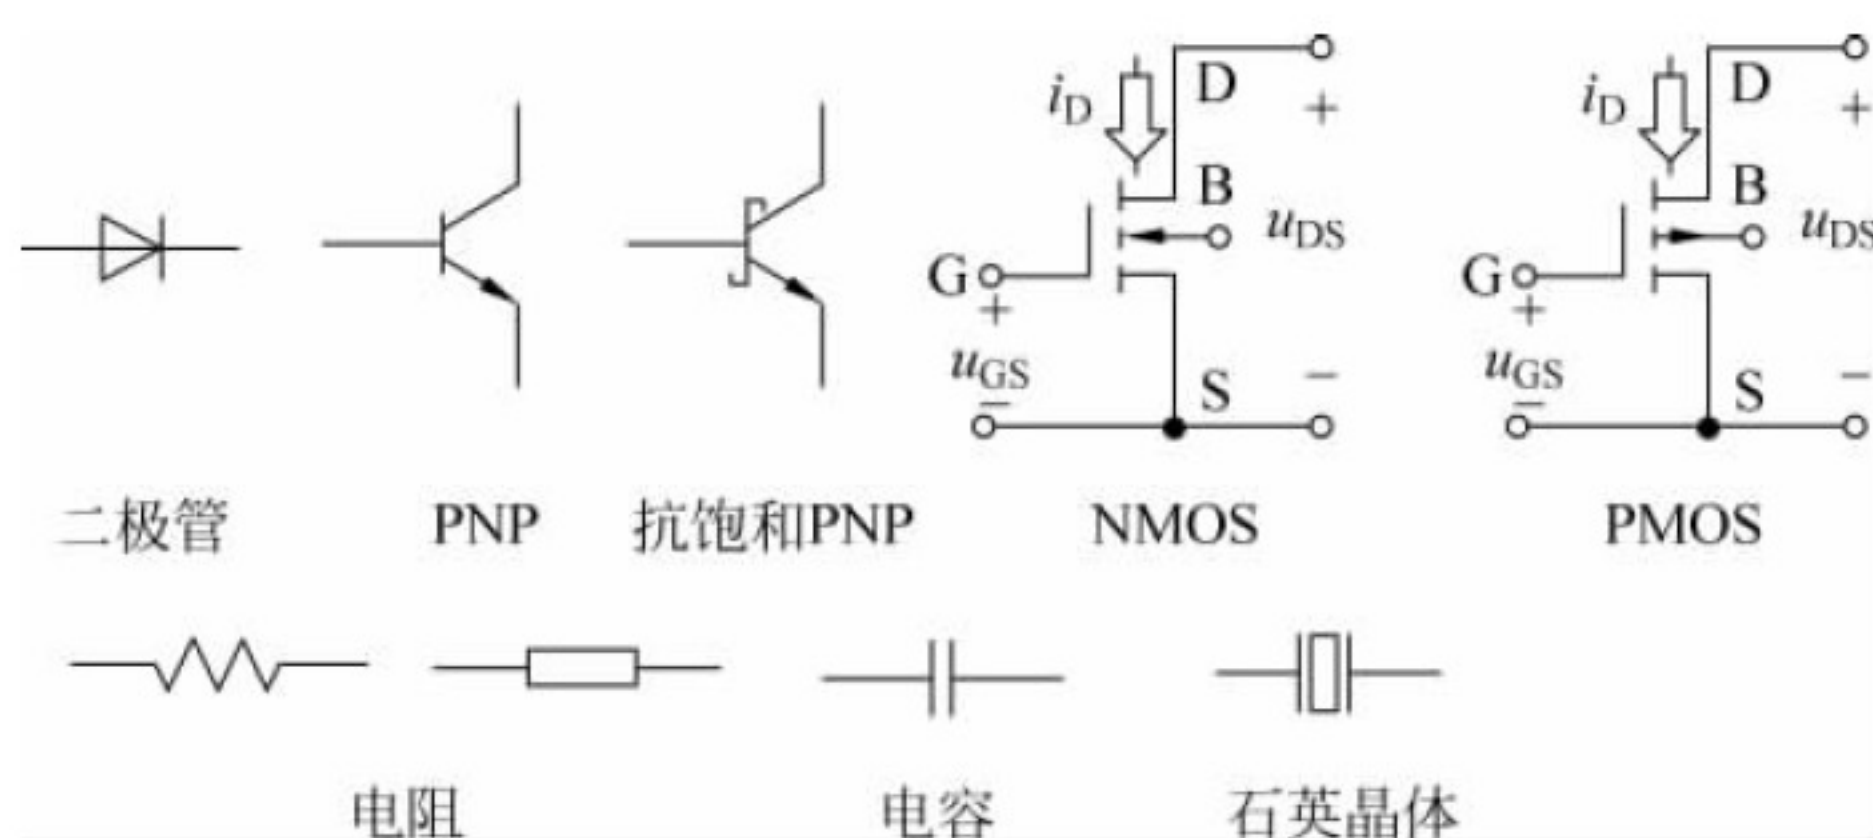 iD D + iD D +
B B
uDS uDS
G G
+ +
uGS S − uGS S −
− −
二极管 PNP 抗饱和PNP NMOS PMOS
电阻 电容 石英晶体